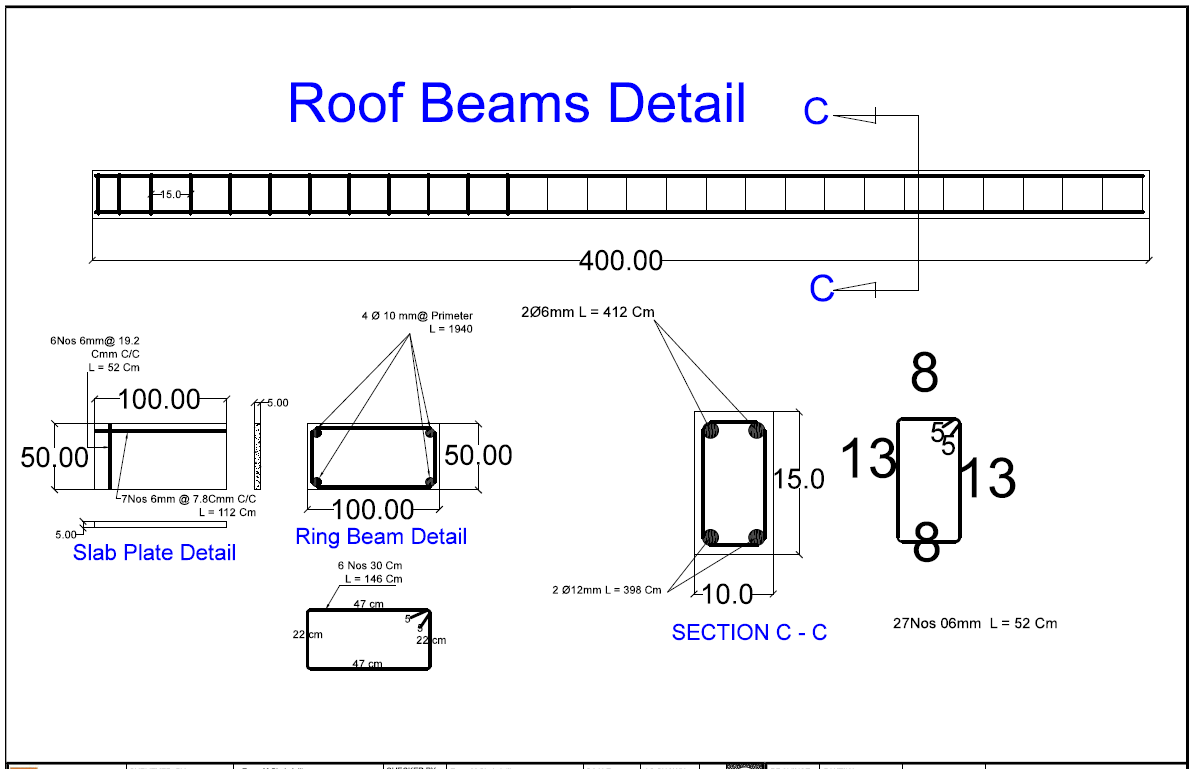 Roof Beams Detail
C
15.0
400.00
C
2Ø6mm L = 412 Cm
4 Ø 10 mm@ Primeter
L = 1940
6Nos 6mm@ 19.2
Cmm C/C
L = 52 Cm
100.00
5.00
50.00
7Nos 6mm @ 7.8Cmm C/C
L = 112 Cm
5.00
Slab Plate Detail
50.00
100.00
Ring Beam Detail
6 Nos 30 Cm
L = 146 Cm
47 cm
5
5
22 cm
22 cm
47 cm
15.0
2 Ø12mm L = 398 Cm
10.0
SECTION C - C
8
13
5
5
13
8
27Nos 06mm L = 52 Cm